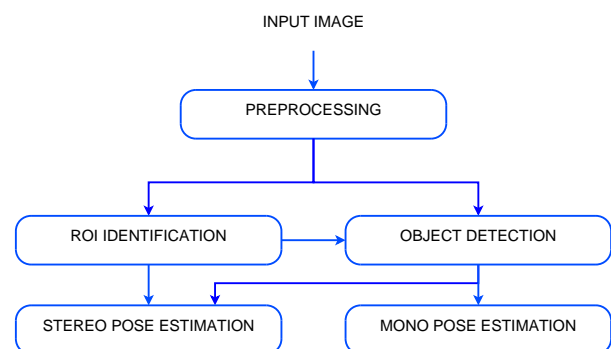 INPUT IMAGE
PREPROCESSING
ROI IDENTIFICATION
OBJECT DETECTION
STEREO POSE ESTIMATION
MONO POSE ESTIMATION